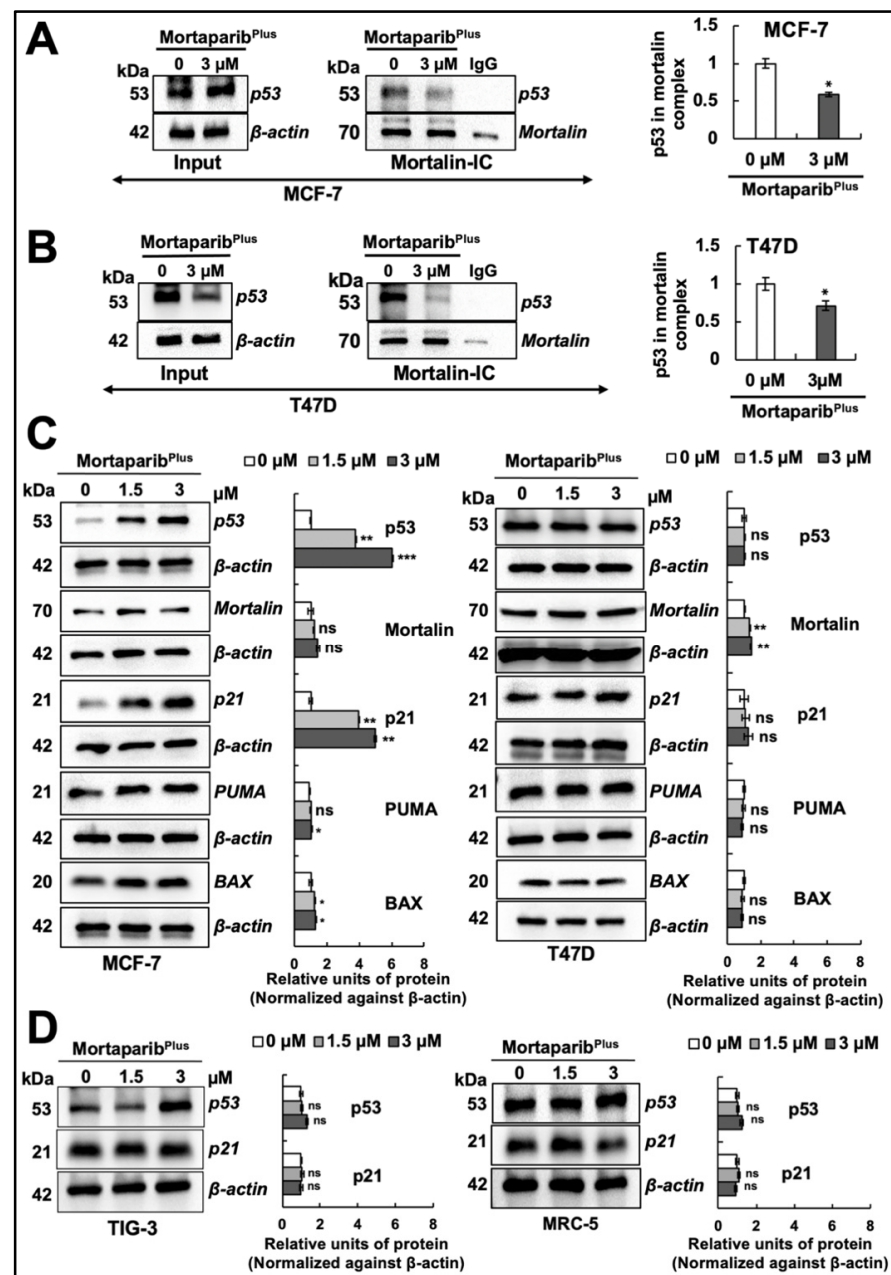 A
Mortaparib^Plus
kDa 0 3 µM
53 p53
42 β-actin
Input
Mortaparib^Plus
kDa 0 3 µM IgG
53 p53
70 Mortalin
Mortalin-IC
MCF-7
MCF-7
p53 in mortalin
complex
1.5
1
0.5
0
*
0 µM 3 µM
Mortaparib^Plus
B
Mortaparib^Plus
kDa 0 3 µM
53 p53
42 β-actin
Input
Mortaparib^Plus
kDa 0 3 µM IgG
53 p53
70 Mortalin
Mortalin-IC
T47D
T47D
p53 in mortalin
complex
1.5
1
0.5
0
*
0 µM 3µM
Mortaparib^Plus
C
Mortaparib^Plus
kDa 0 1.5 3 µM
53 p53
42 β-actin
70 Mortalin
42 β-actin
21 p21
42 β-actin
21 PUMA
42 β-actin
20 BAX
42 β-actin
MCF-7
0 µM 1.5 µM 3 µM
p53
**
***
Mortalin
ns
ns
p21
**
**
PUMA
ns
*
BAX
*
*
0 2 4 6 8
Relative units of protein
(Normalized against β-actin)
Mortaparib^Plus
kDa 0 1.5 3 µM
53 p53
42 β-actin
70 Mortalin
42 β-actin
21 p21
42 β-actin
21 PUMA
42 β-actin
20 BAX
42 β-actin
T47D
0 µM 1.5 µM 3 µM
p53
ns
ns
Mortalin
**
**
p21
ns
ns
PUMA
ns
ns
BAX
ns
ns
0 2 4 6 8
Relative units of protein
(Normalized against β-actin)
D
Mortaparib^Plus
kDa 0 1.5 3 µM
53 p53
21 p21
42 β-actin
TIG-3
0 µM 1.5 µM 3 µM
p53
ns
ns
p21
ns
ns
0 2 4 6 8
Relative units of protein
(Normalized against β-actin)
Mortaparib^Plus
kDa 0 1.5 3 µM
53 p53
21 p21
42 β-actin
MRC-5
0 µM 1.5 µM 3 µM
p53
ns
ns
p21
ns
ns
0 2 4 6 8
Relative units of protein
(Normalized against β-actin)